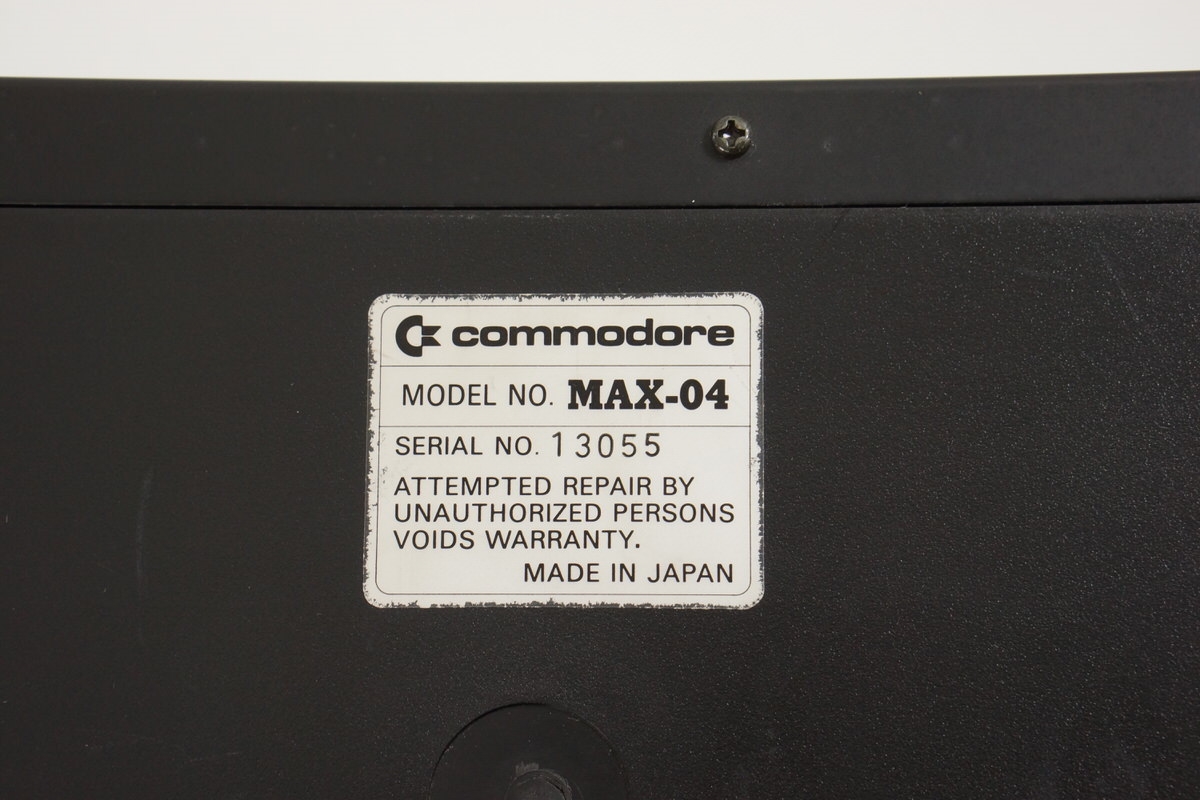 commodore
MODEL NO. MAX-04
SERIAL NO. 13055
ATTEMPTED REPAIR BY
UNAUTHORIZED PERSONS
VOIDS WARRANTY.
MADE IN JAPAN